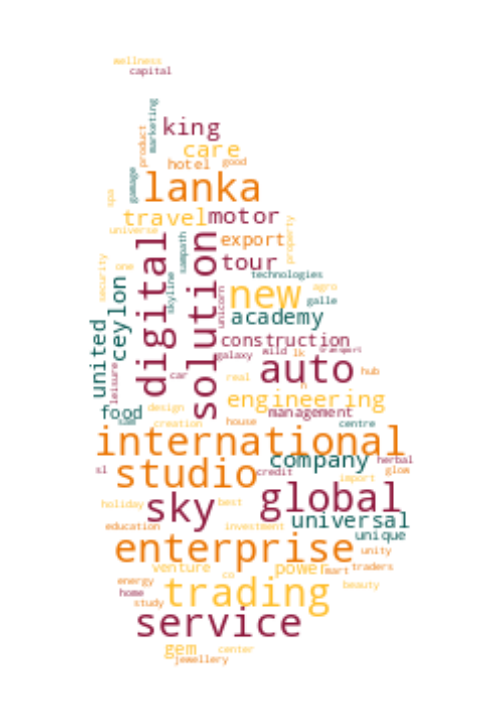 wellness
capital
marketing
king
product
care
hotel
good
gamage
lanka
spa
travel
motor
universe
digital
solution
sampath
export
property
tour
technologies
security
one
skyline
new
unicorn
agro
galle
ceylon
academy
united
construction
galaxy
wild
lk
transport
auto
leisure
car
real
hub
h
engineering
food
design
management
sam
creation
house
centre
international
company
herbal
sl
studio
credit
glow
import
global
sky
holiday
best
universal
education
investment
unique
enterprise
unity
venture
power
mart
traders
co
energy
trading
beauty
home
study
service
gem
center
jewellery